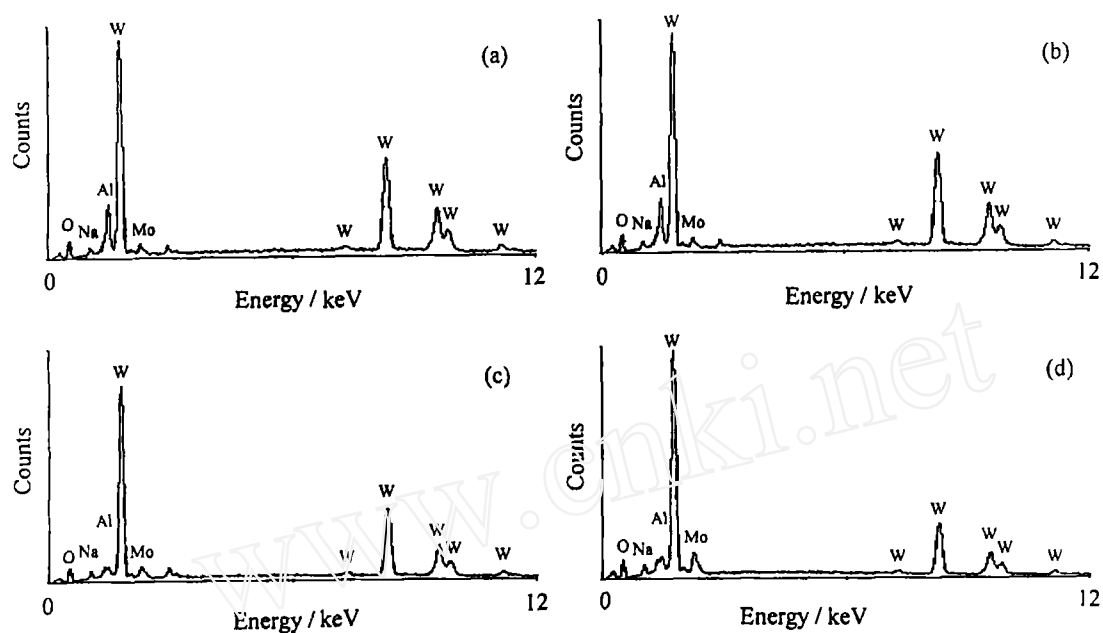 (a)
W
W
Al
W
O
Na
Mo
W
W
W
Counts
0
12
Energy / keV
(b)
W
W
Al
W
O
Na
Mo
W
W
W
Counts
0
12
Energy / keV
(c)
W
W
Al
W
O
Na
Mo
W
W
W
Counts
0
12
Energy / keV
(d)
W
W
Al
W
O
Na
Mo
W
W
W
Counts
0
12
Energy / keV
www.cnki.net